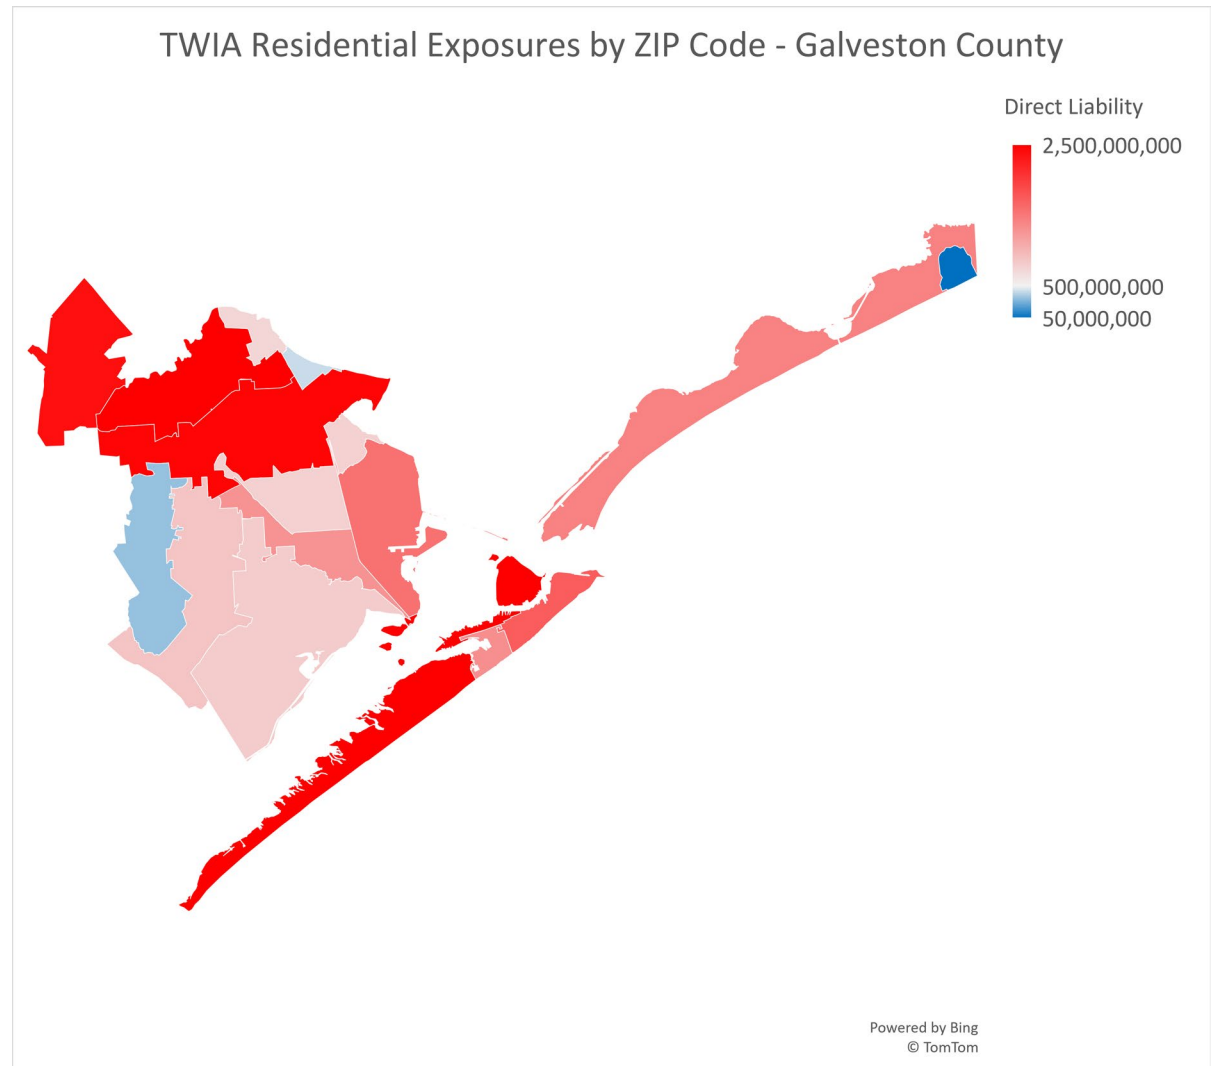 TWIA Residential Exposures by ZIP Code - Galveston County
Direct Liability
2,500,000,000
500,000,000
50,000,000
Powered by Bing
© TomTom